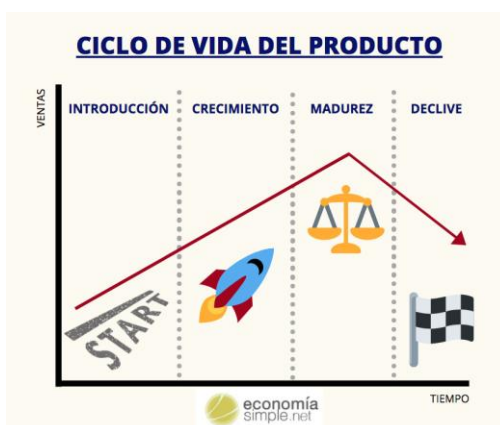 CICLO DE VIDA DEL PRODUCTO
VENTAS
INTRODUCCIÓN
CRECIMIENTO
MADUREZ
DECLIVE
START
TIEMPO
economía
simple.net